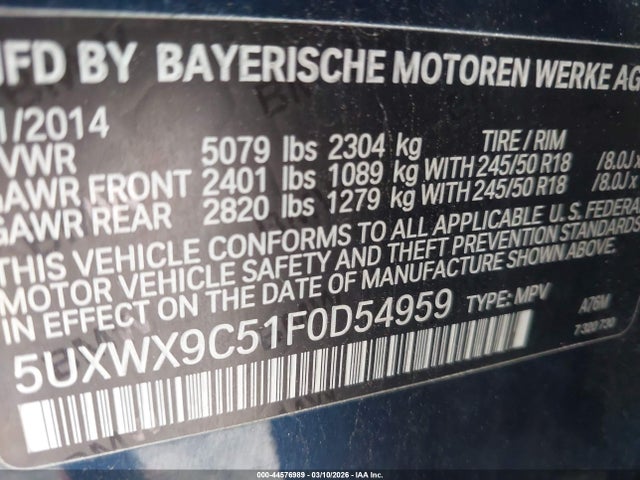 MFD BY BAYERISCHE MOTOREN WERKE AG
1/2014
GVWR 5079 lbs 2304 kg TIRE / RIM
GAWR FRONT 2401 lbs 1089 kg WITH 245/50 R18 /8.0J x
GAWR REAR 2820 lbs 1279 kg WITH 245/50 R18 /8.0J x
THIS VEHICLE CONFORMS TO ALL APPLICABLE U.S. FEDERA
MOTOR VEHICLE SAFETY AND THEFT PREVENTION STANDARDS
IN EFFECT ON THE DATE OF MANUFACTURE SHOWN ABOVE.
5UXWX9C51F0D54959 TYPE: MPV A76M
7 300 730
000-44576989 - 03/10/2026 - IAA Inc.